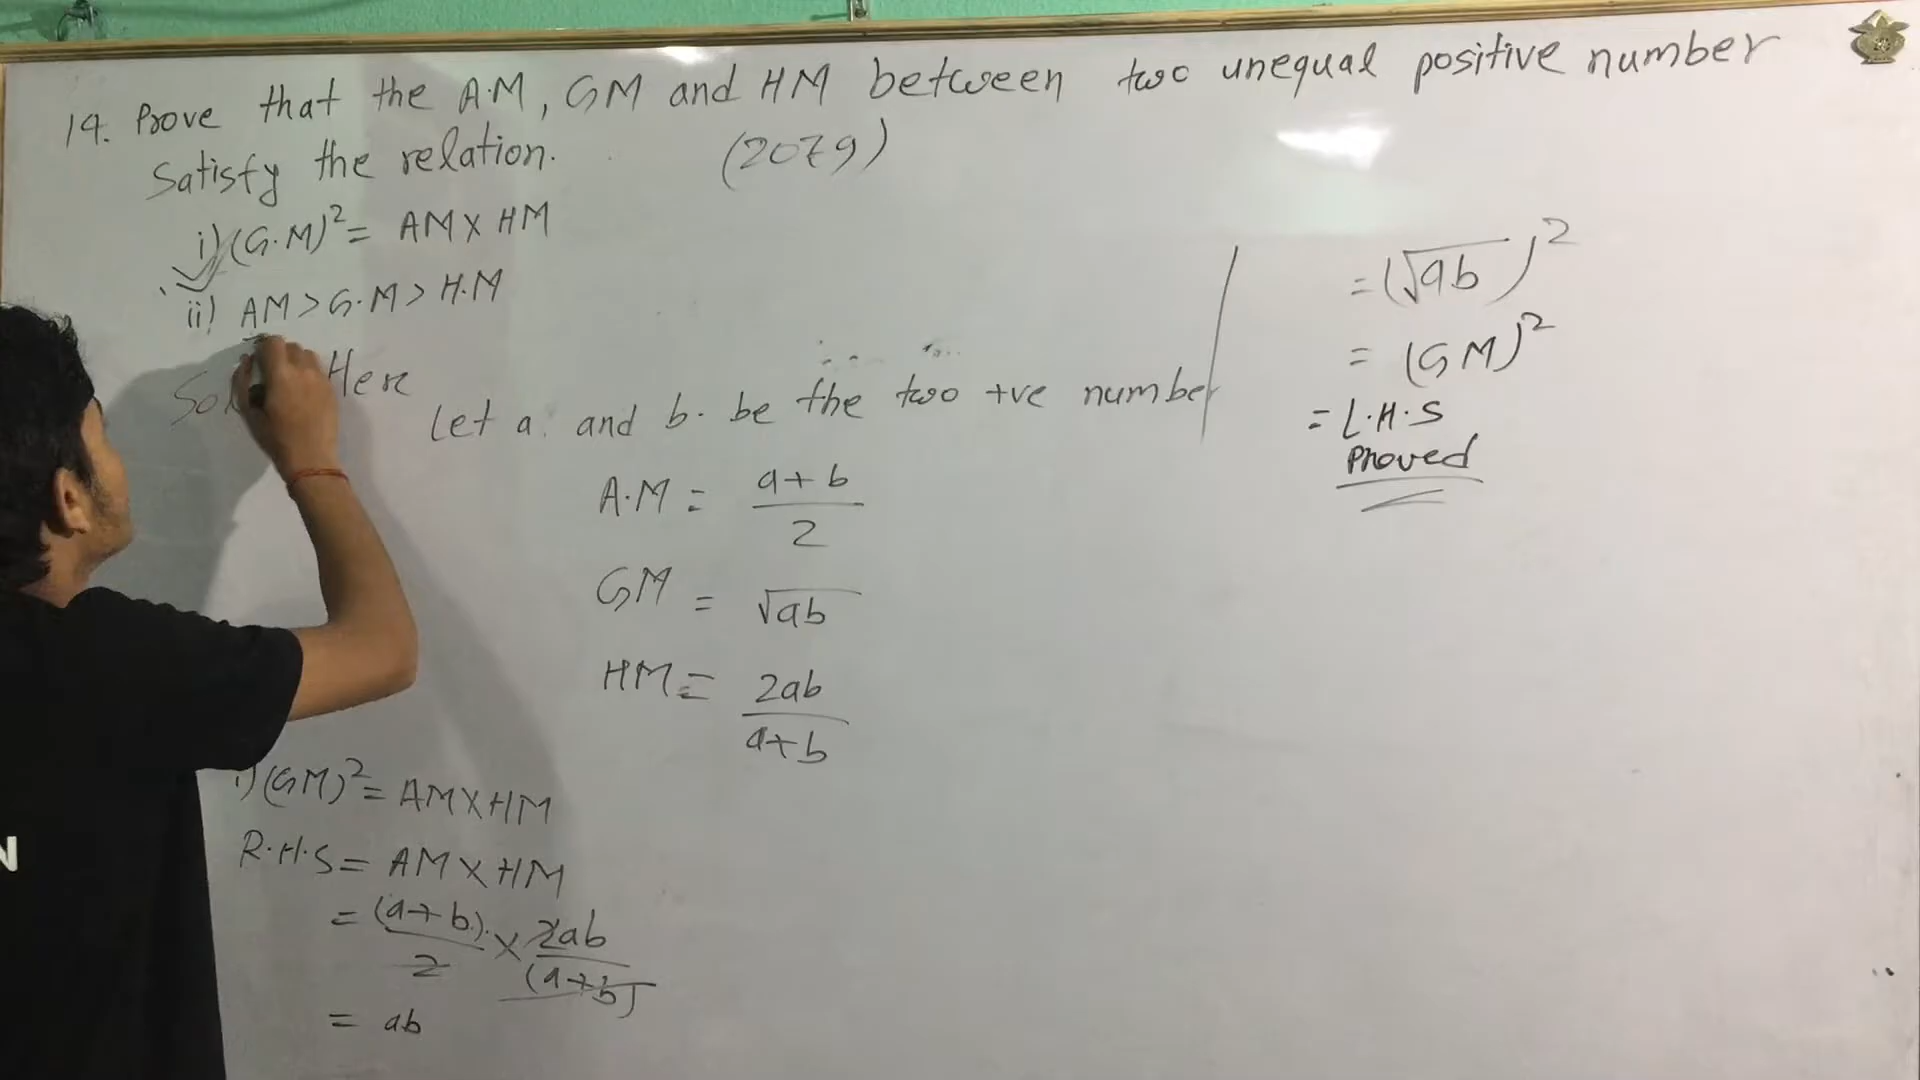 14. Prove that the A.M, GM and HM between two unequal positive number
Satisfy the relation. (2079)
i) (G.M)² = AM X HM
ii) AM > G.M > H.M
Here
Let a and b. be the two +ve number
A.M = a+b / 2
GM = √ab
HM = 2ab / a+b
i) (GM)² = AM X HM
R.H.S = AM X HM
= (a+b) / 2 X 2ab / (a+b)
= ab
= (√ab)²
= (GM)²
= L.H.S
Proved
N